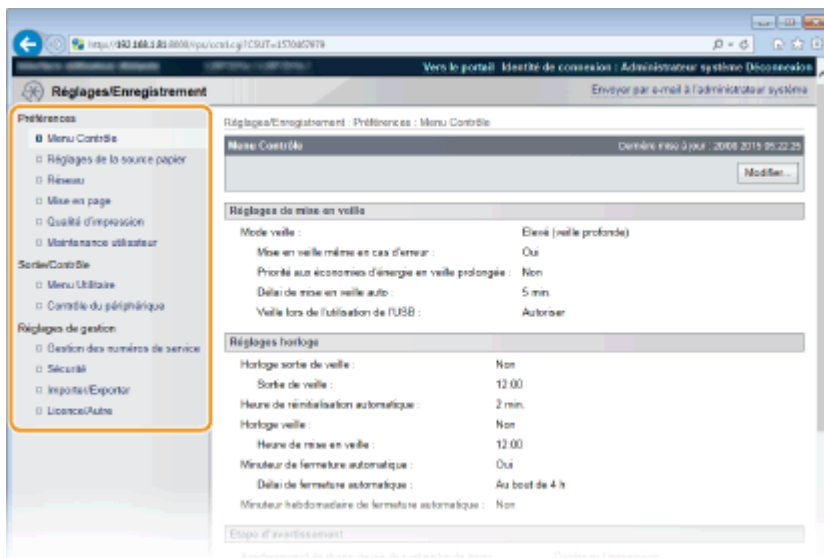 Vers le portail Identité de connexion : Administrateur système Déconnexion
Réglages/Enregistrement
Envoyer par e-mail à l'administrateur système
Préférences
Menu Contrôle
Réglages de la source papier
Réseau
Mise en page
Qualité d'impression
Maintenance utilisateur
Sortie/Contrôle
Menu Utilitaire
Contrôle du périphérique
Réglages de gestion
Gestion des numéros de service
Sécurité
Importer/Exporter
Licence/Autre
Réglages/Enregistrement : Préférences : Menu Contrôle
Menu Contrôle
Dernière mise à jour : 20/08 2015 05:22:25
Modifier...
Réglages de mise en veille
Mode veille : Elevé (veille profonde)
Mise en veille même en cas d'erreur : Oui
Priorité aux économies d'énergie en veille prolongée : Non
Délai de mise en veille auto : 5 min.
Veille lors de l'utilisation de l'USB : Autoriser
Réglages horloge
Horloge sortie de veille : Non
Sortie de veille : 12:00
Heure de réinitialisation automatique : 2 min.
Horloge veille : Non
Heure de mise en veille : 12:00
Minuteur de fermeture automatique : Oui
Délai de fermeture automatique : Au bout de 4 h
Minuteur hebdomadaire de fermeture automatique : Non
Etape d'avertissement